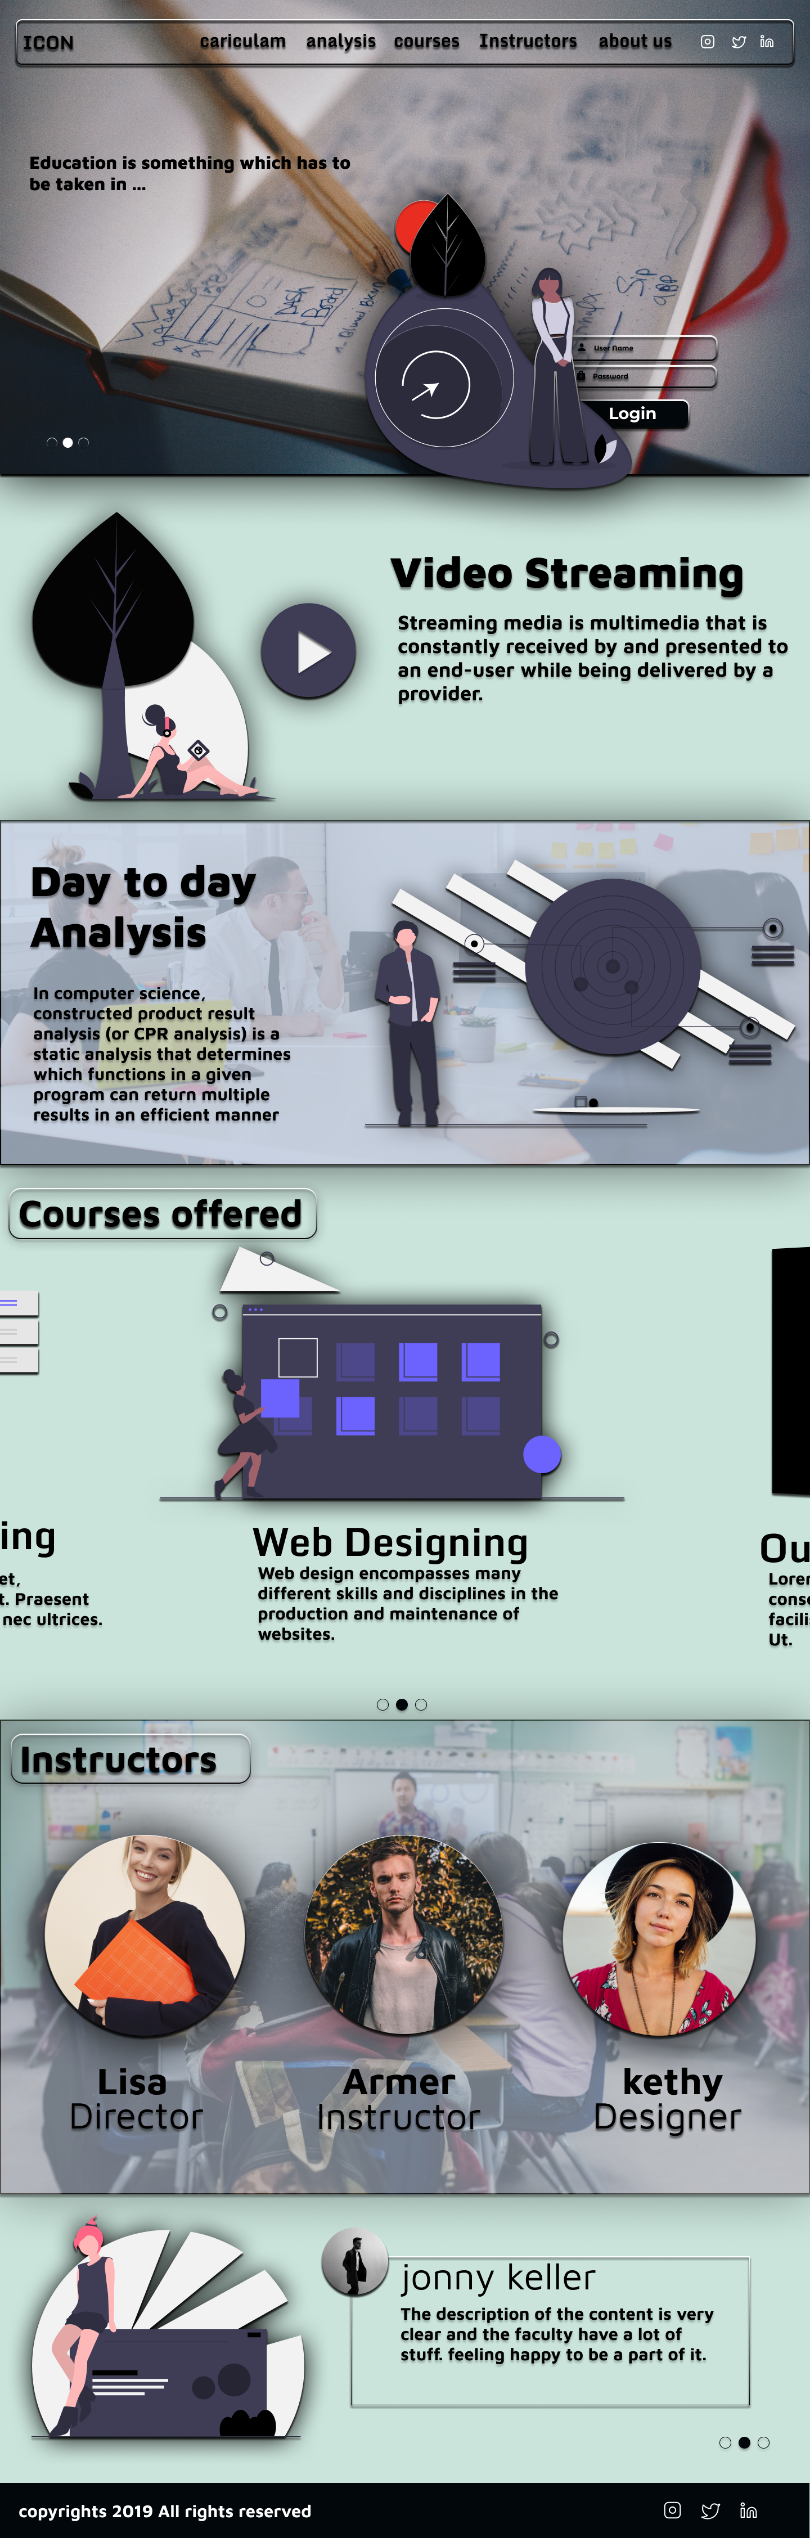 ICON
cariculam analysis courses Instructors about us
Education is something which has to
be taken in ...
User Name
Password
Login
Video Streaming
Streaming media is multimedia that is
constantly received by and presented to
an end-user while being delivered by a
provider.
Day to day
Analysis
In computer science,
constructed product result
analysis (or CPR analysis) is a
static analysis that determines
which functions in a given
program can return multiple
results in an efficient manner
Courses offered
ing
et,
t. Praesent
nec ultrices.
Web Designing
Web design encompasses many
different skills and disciplines in the
production and maintenance of
websites.
Ou
Lorem
conse
facili
Ut.
Instructors
Lisa
Director
Armer
Instructor
kethy
Designer
jonny keller
The description of the content is very
clear and the faculty have a lot of
stuff. feeling happy to be a part of it.
copyrights 2019 All rights reserved